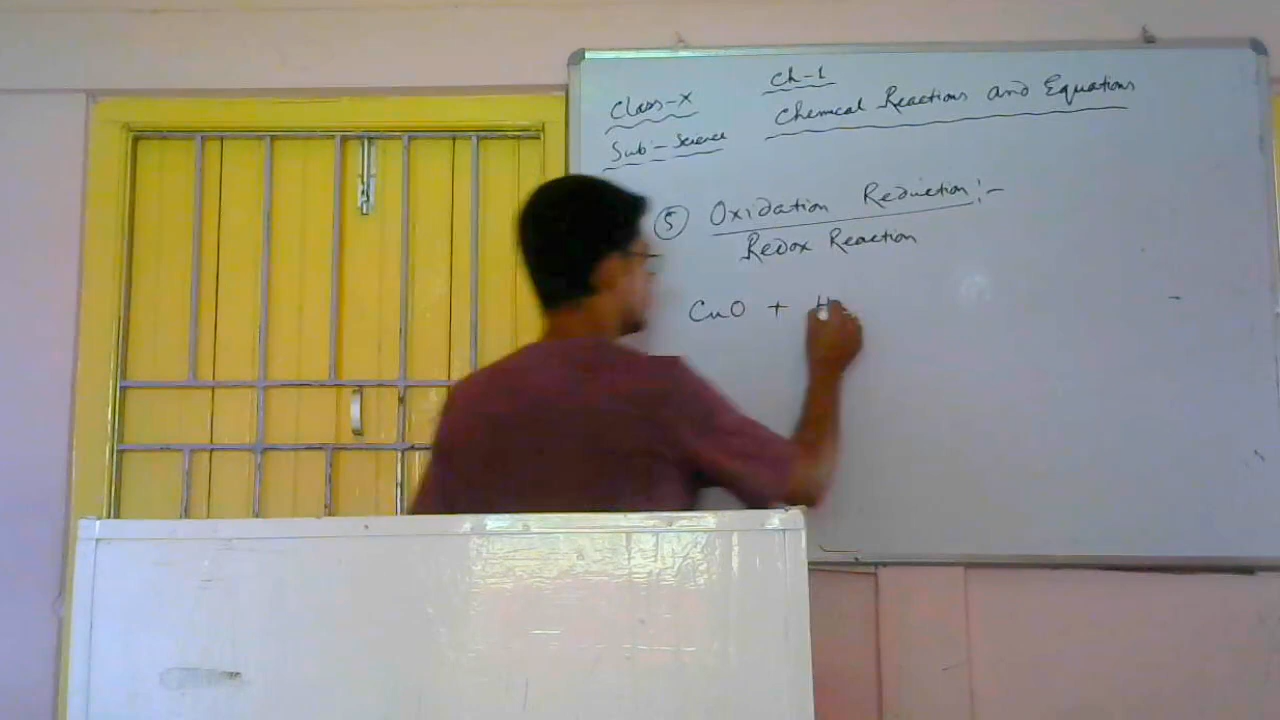 Class-X
Sub:- Science
Ch-1
Chemical Reactions and Equations
⑤ Oxidation Reduction:-
Redox Reaction
CuO + H